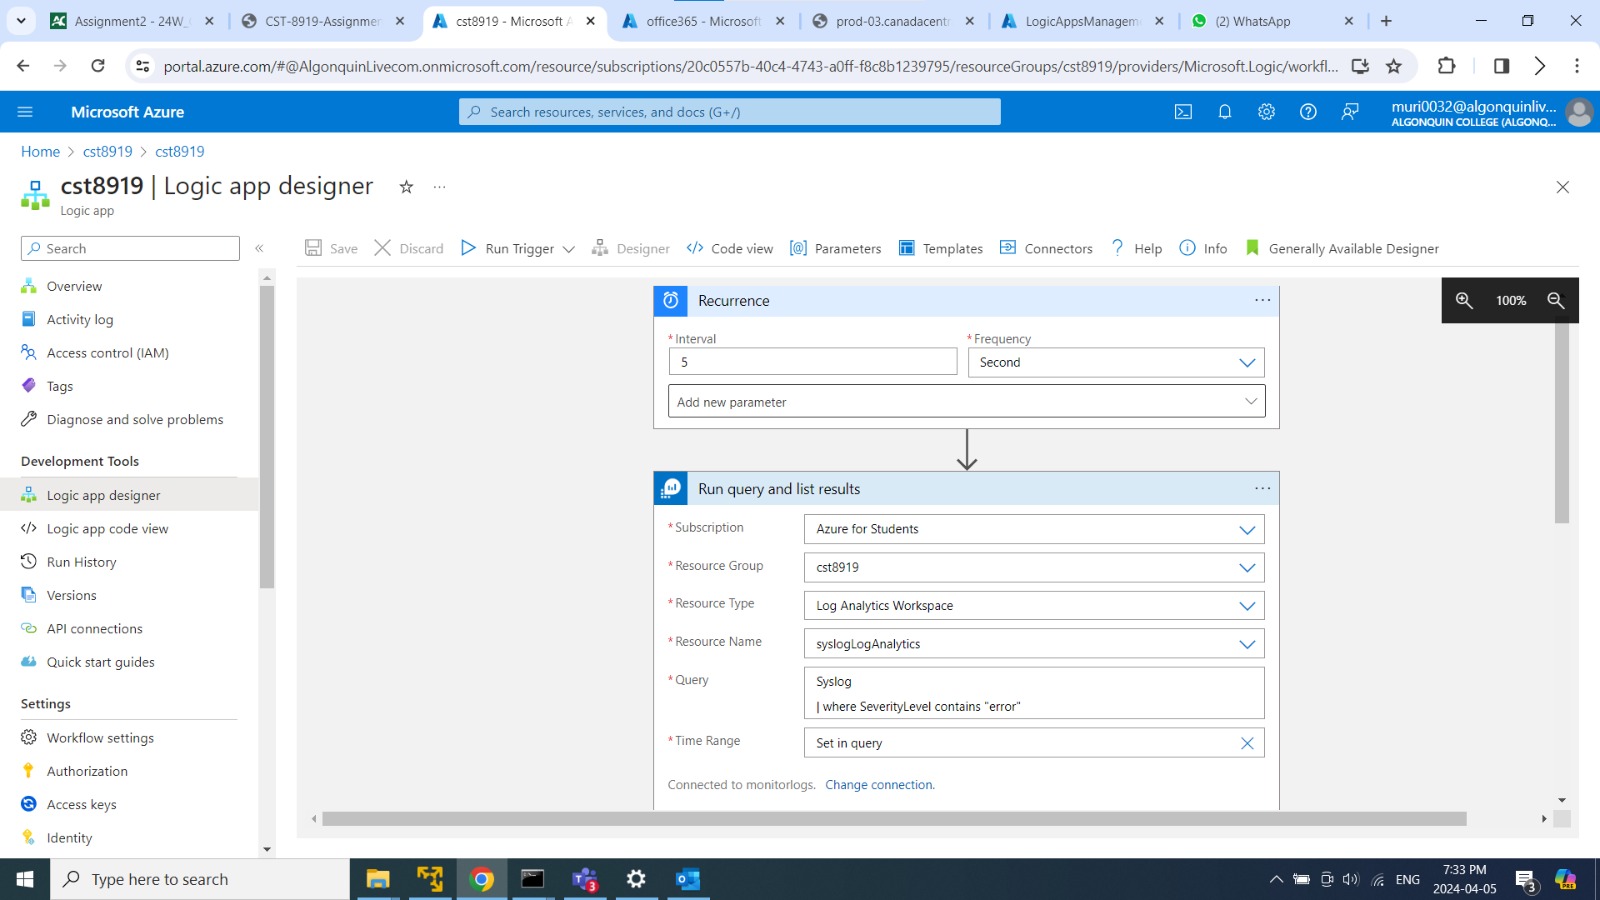 Assignment2 - 24W_
CST-8919-Assignmen
cst8919 - Microsoft A
office365 - Microsoft
prod-03.canadacent
LogicAppsManagem
(2) WhatsApp
portal.azure.com/#@AlgonquinLivecom.onmicrosoft.com/resource/subscriptions/20c0557b-40c4-4743-a0ff-f8c8b1239795/resourceGroups/cst8919/providers/Microsoft.Logic/workfl...
Microsoft Azure
Search resources, services, and docs (G+/)
muri0032@algonquinliv...
ALGONQUIN COLLEGE (ALGONQ...
Home > cst8919 > cst8919
cst8919 | Logic app designer
Logic app
Search
Save
Discard
Run Trigger
Designer
Code view
Parameters
Templates
Connectors
Help
Info
Generally Available Designer
Overview
Activity log
Access control (IAM)
Tags
Diagnose and solve problems
Development Tools
Logic app designer
Logic app code view
Run History
Versions
API connections
Quick start guides
Settings
Workflow settings
Authorization
Access keys
Identity
Recurrence
100%
* Interval
* Frequency
5
Second
Add new parameter
Run query and list results
* Subscription
Azure for Students
* Resource Group
cst8919
* Resource Type
Log Analytics Workspace
* Resource Name
syslogLogAnalytics
* Query
Syslog
| where SeverityLevel contains "error"
* Time Range
Set in query
Connected to monitorlogs. Change connection.
Type here to search
3
ENG
7:33 PM
2024-04-05
3
PRE